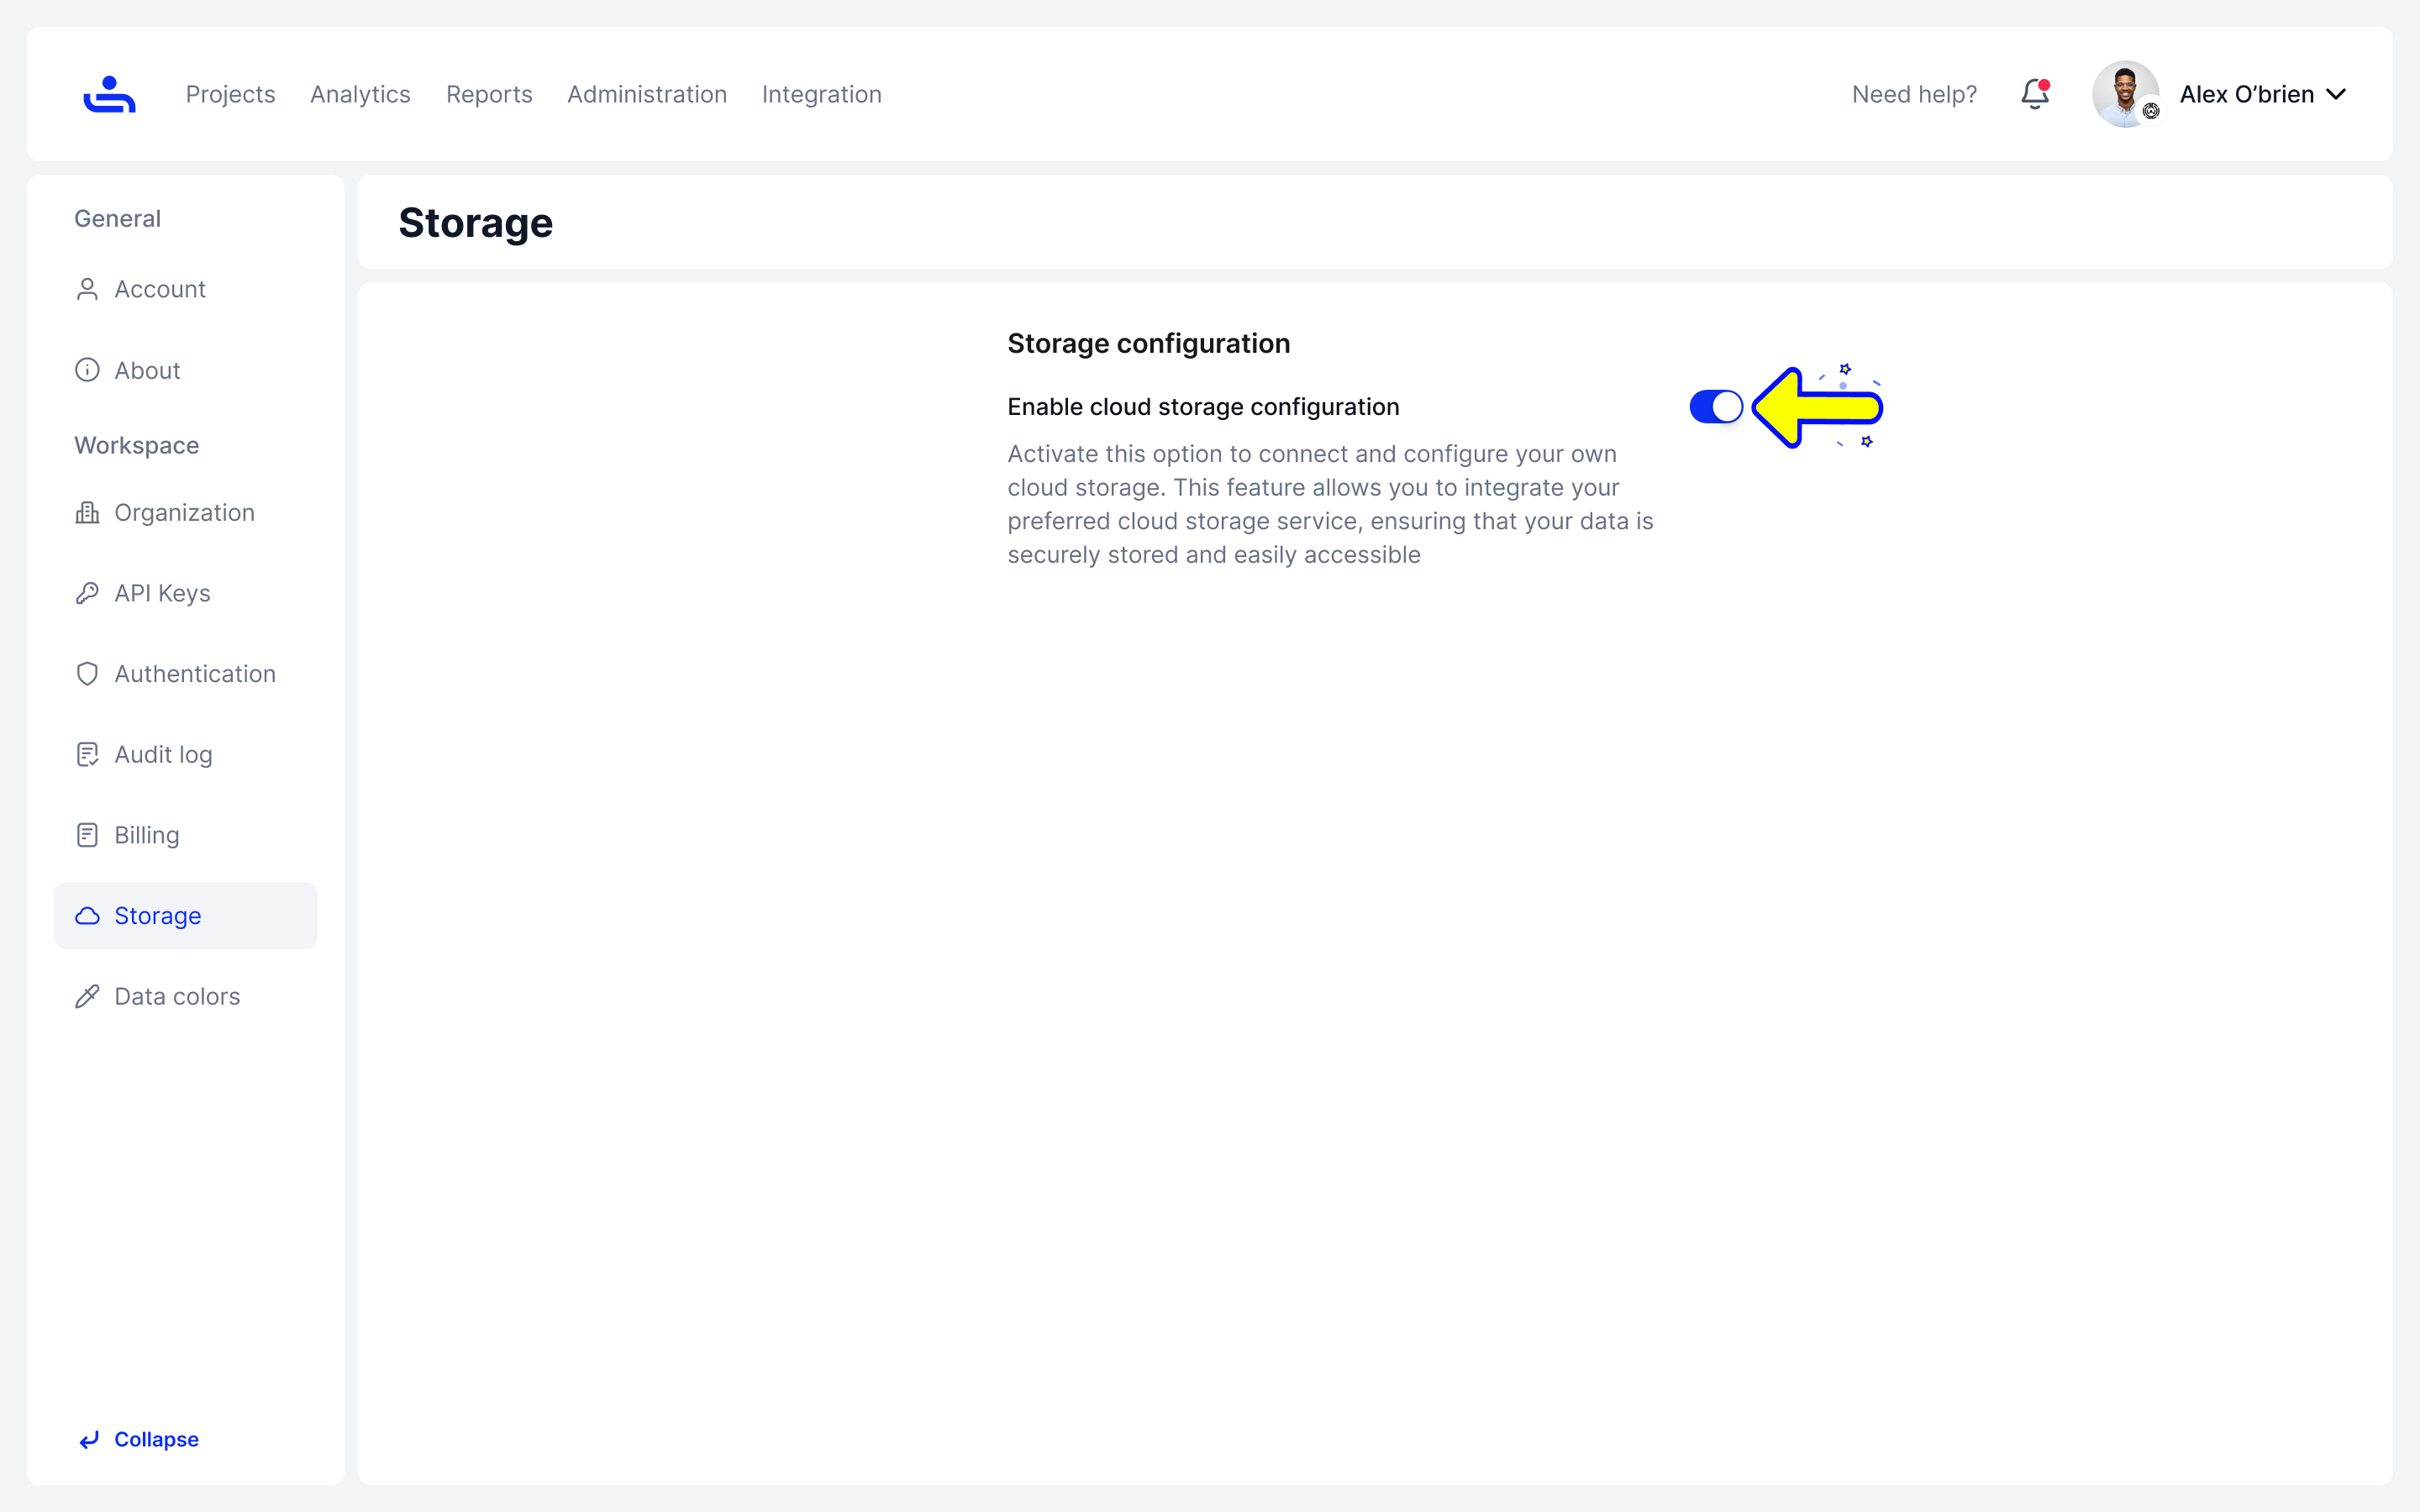 Projects
Analytics
Reports
Administration
Integration
Need help?
Alex O’brien
General
Account
About
Workspace
Organization
API Keys
Authentication
Audit log
Billing
Storage
Data colors
Collapse
Storage
Storage configuration
Enable cloud storage configuration
Activate this option to connect and configure your own
cloud storage. This feature allows you to integrate your
preferred cloud storage service, ensuring that your data is
securely stored and easily accessible